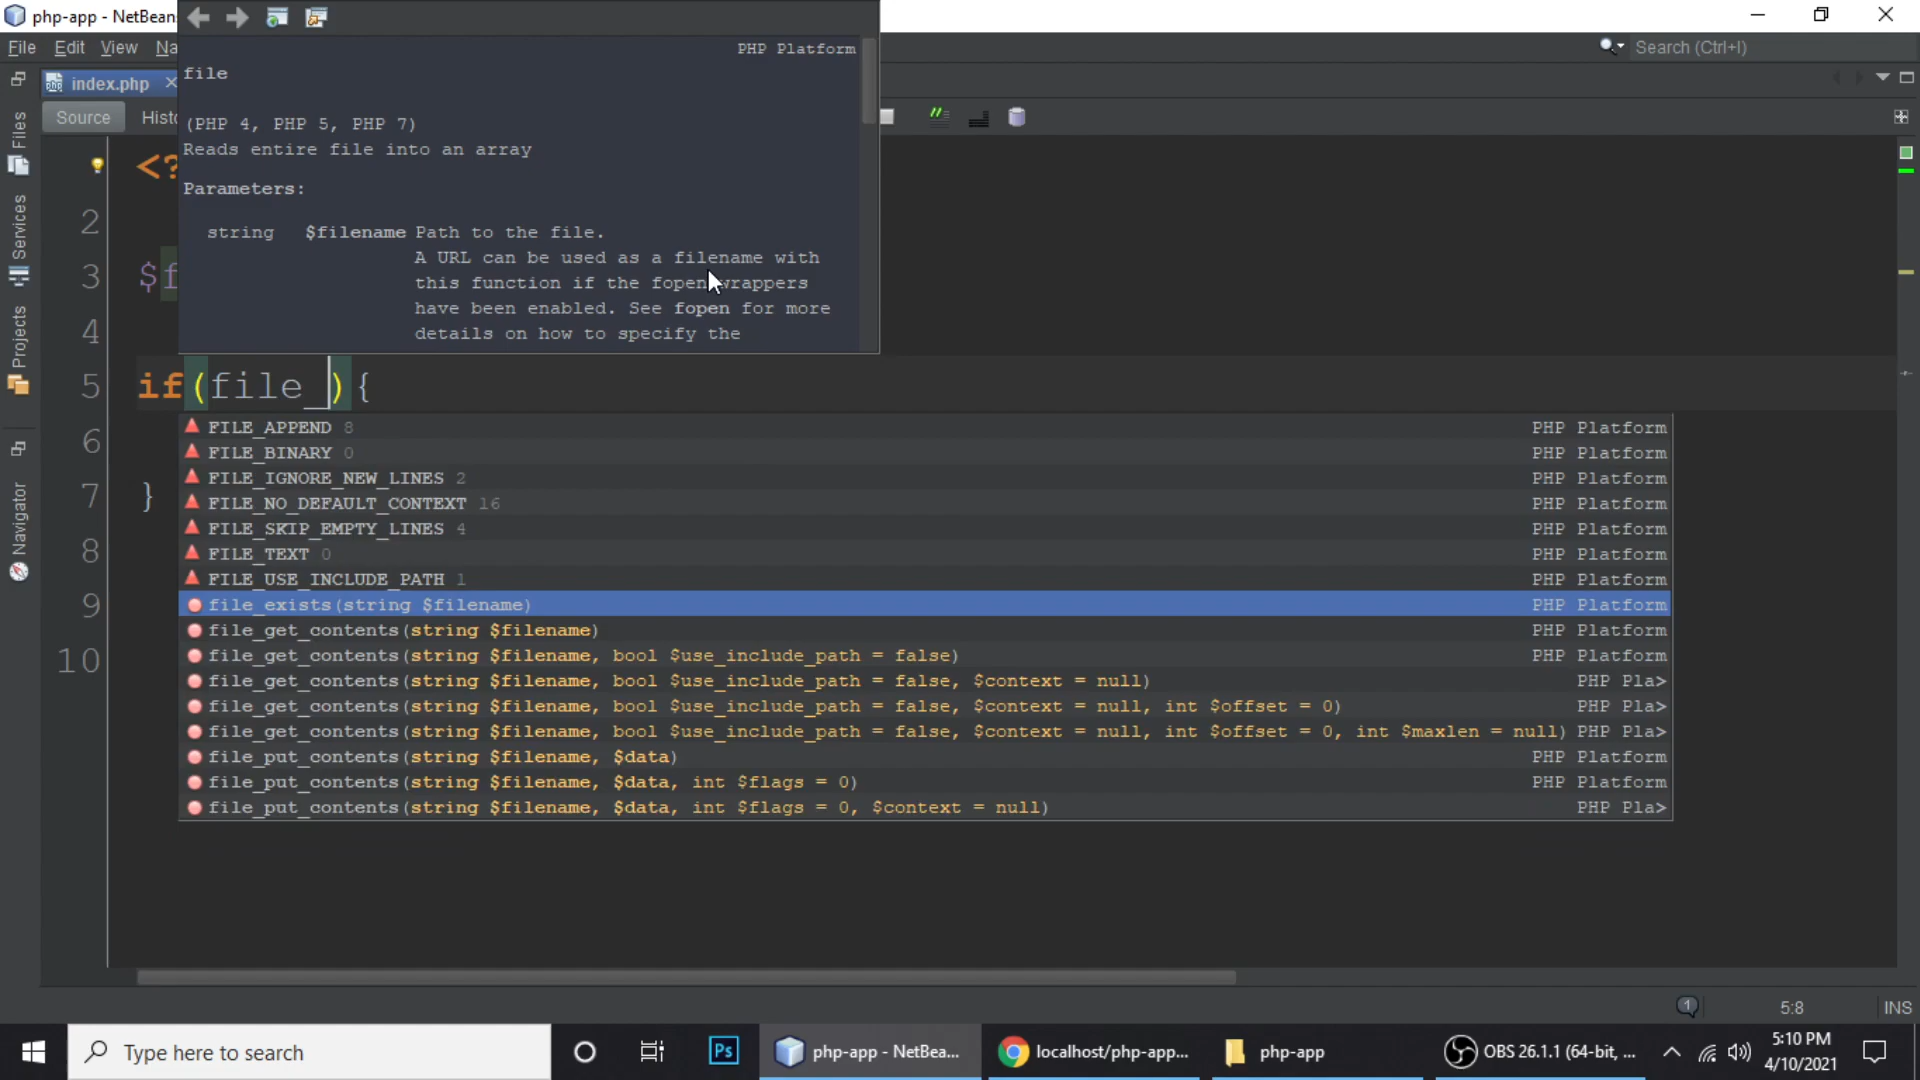 php-app - NetBeans
File Edit View Na
Search (Ctrl+I)
PHP Platform
file
(PHP 4, PHP 5, PHP 7)
Reads entire file into an array
Parameters:
string $filename Path to the file.
A URL can be used as a filename with
this function if the fopen wrappers
have been enabled. See fopen for more
details on how to specify the
index.php
Source Histo
Files
Services
Projects
Navigator
<?
2
3 $f
4
5 if(file_){
6
7 }
8
9
10
FILE_APPEND 8 PHP Platform
FILE_BINARY 0 PHP Platform
FILE_IGNORE_NEW_LINES 2 PHP Platform
FILE_NO_DEFAULT_CONTEXT 16 PHP Platform
FILE_SKIP_EMPTY_LINES 4 PHP Platform
FILE_TEXT 0 PHP Platform
FILE_USE_INCLUDE_PATH 1 PHP Platform
file_exists(string $filename) PHP Platform
file_get_contents(string $filename) PHP Platform
file_get_contents(string $filename, bool $use_include_path = false) PHP Platform
file_get_contents(string $filename, bool $use_include_path = false, $context = null) PHP Pla>
file_get_contents(string $filename, bool $use_include_path = false, $context = null, int $offset = 0) PHP Pla>
file_get_contents(string $filename, bool $use_include_path = false, $context = null, int $offset = 0, int $maxlen = null) PHP Pla>
file_put_contents(string $filename, $data) PHP Platform
file_put_contents(string $filename, $data, int $flags = 0) PHP Platform
file_put_contents(string $filename, $data, int $flags = 0, $context = null) PHP Pla>
1 5:8 INS
Type here to search
Ps
php-app - NetBea...
localhost/php-app...
php-app
OBS 26.1.1 (64-bit, ...
5:10 PM
4/10/2021